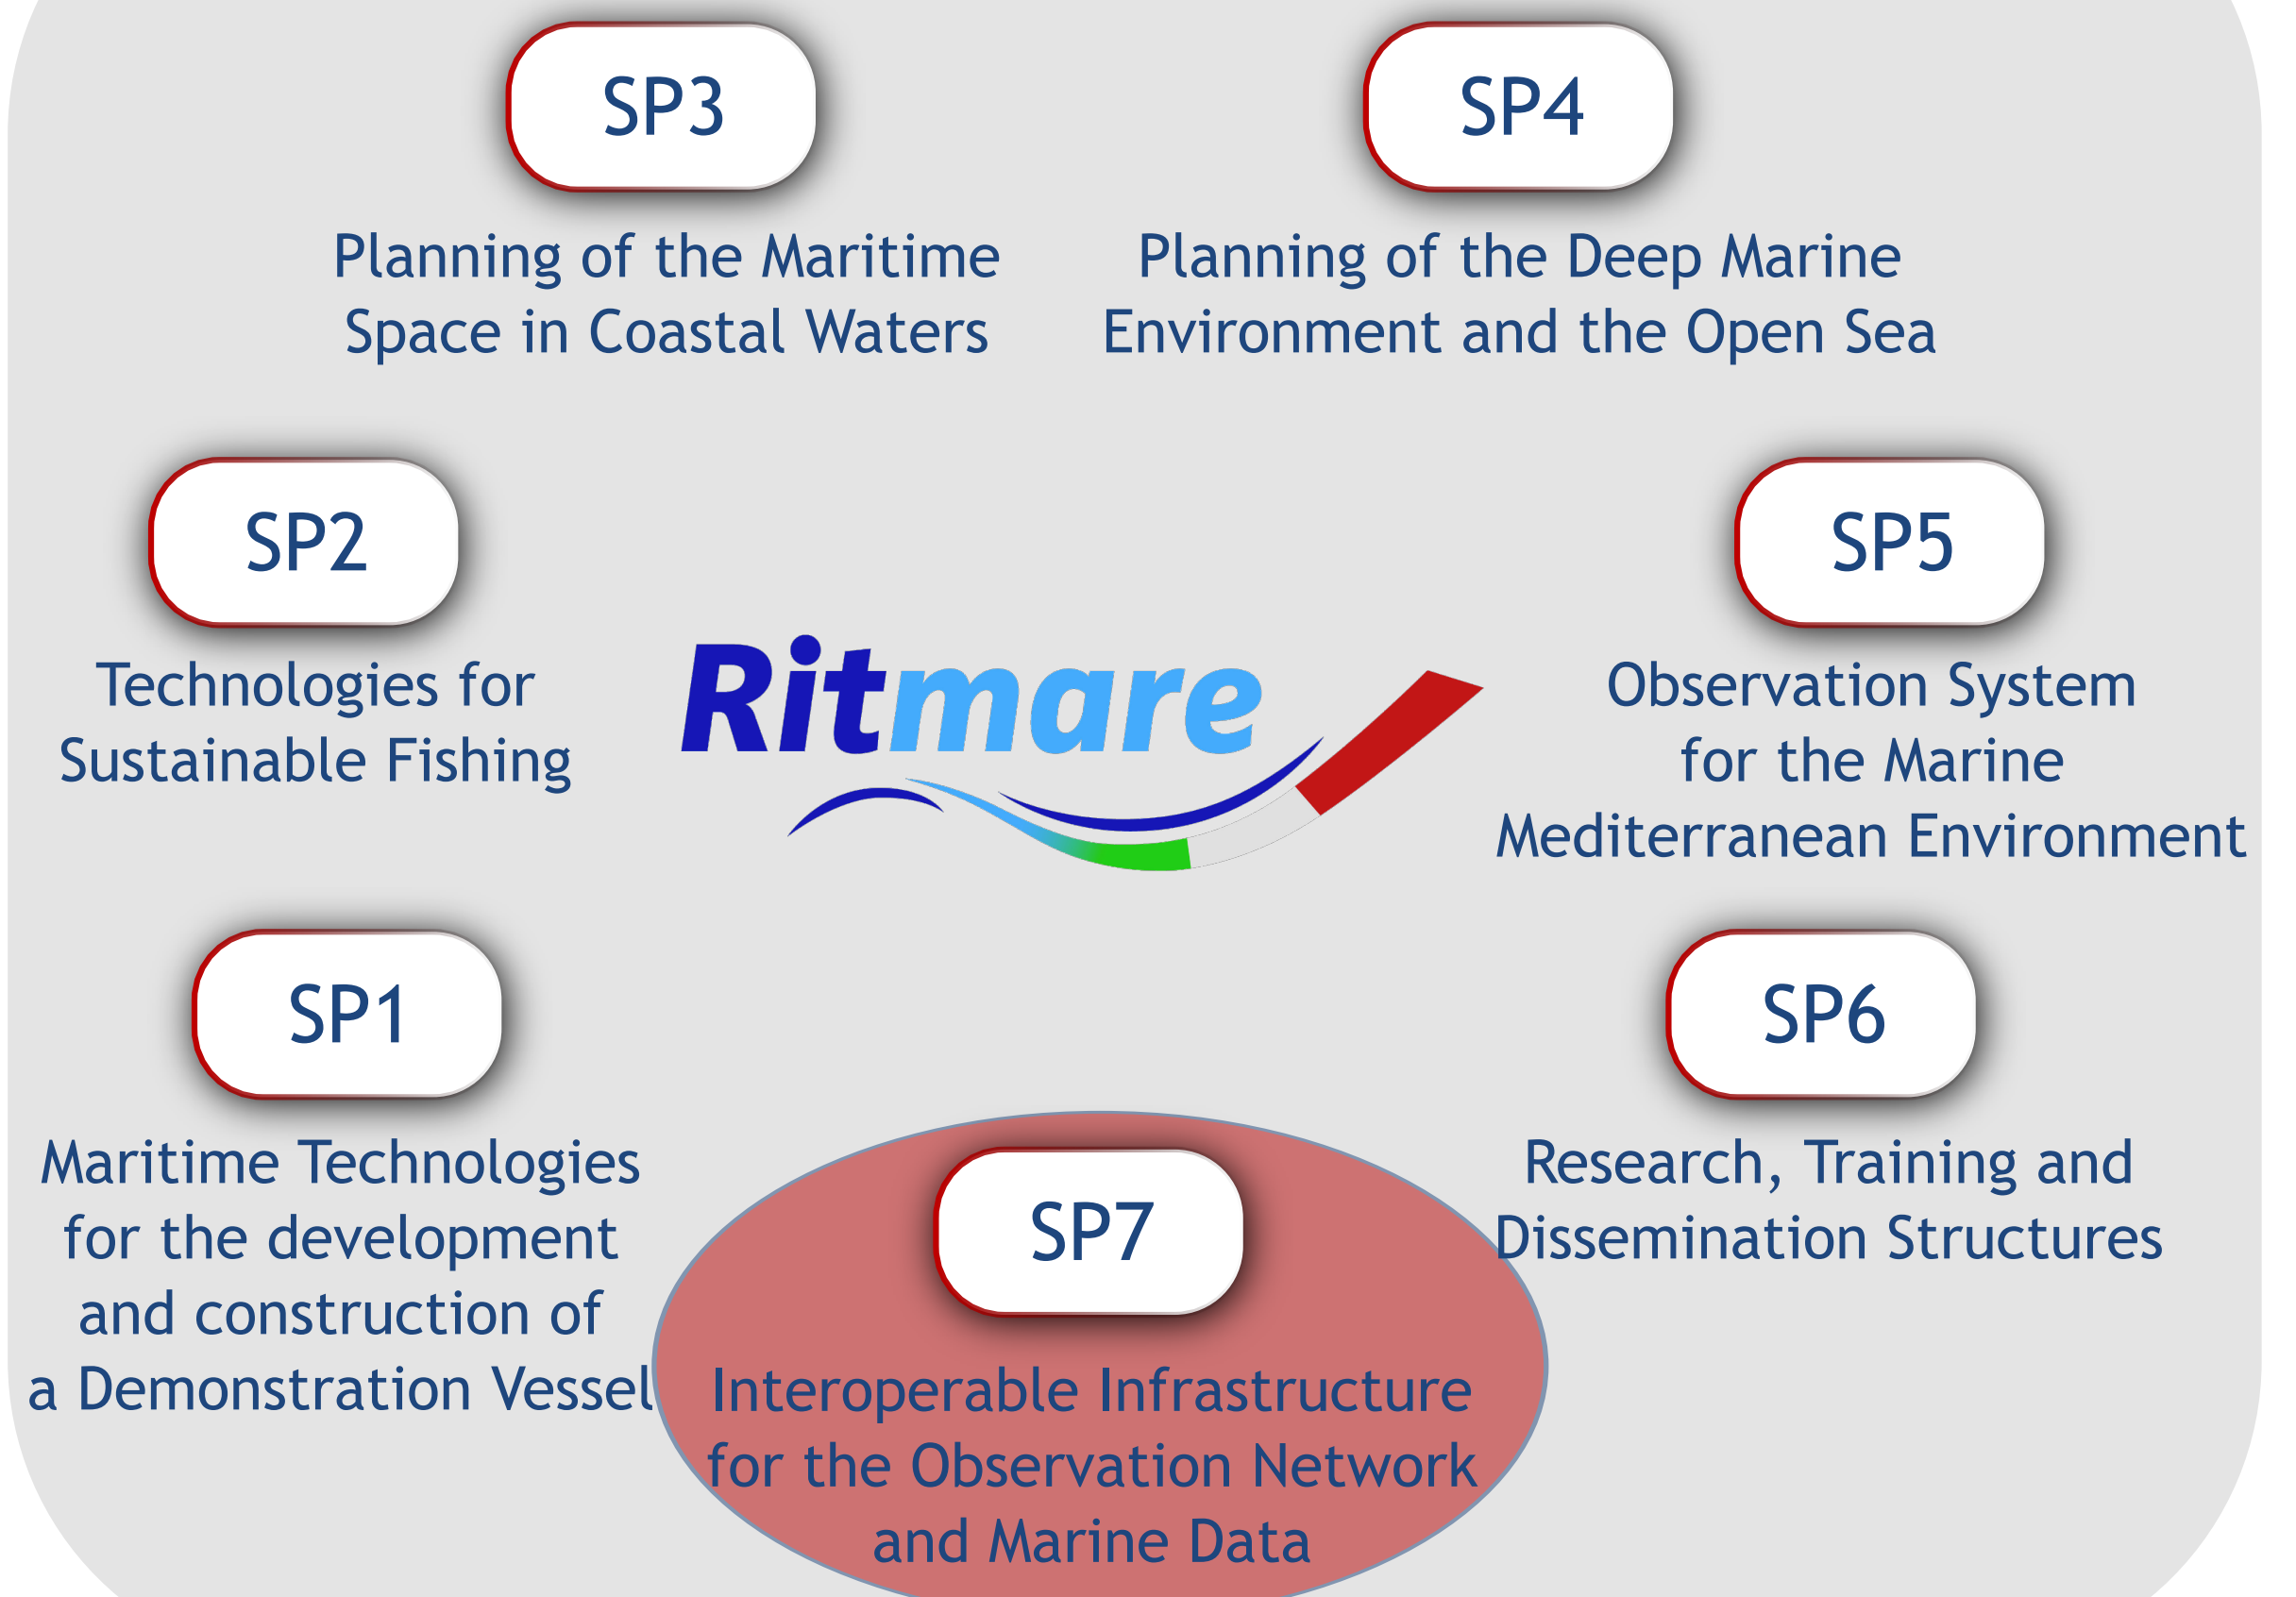 SP3
Planning of the Maritime
Space in Coastal Waters
SP4
Planning of the Deep Marine
Environment and the Open Sea
SP2
Technologies for
Sustainable Fishing
Ritmare
SP5
Observation System
for the Marine
Mediterranean Environment
SP1
Maritime Technologies
for the development
and construction of
a Demonstration Vessel
SP7
Interoperable Infrastructure
for the Observation Network
and Marine Data
SP6
Research, Training and
Dissemination Structures